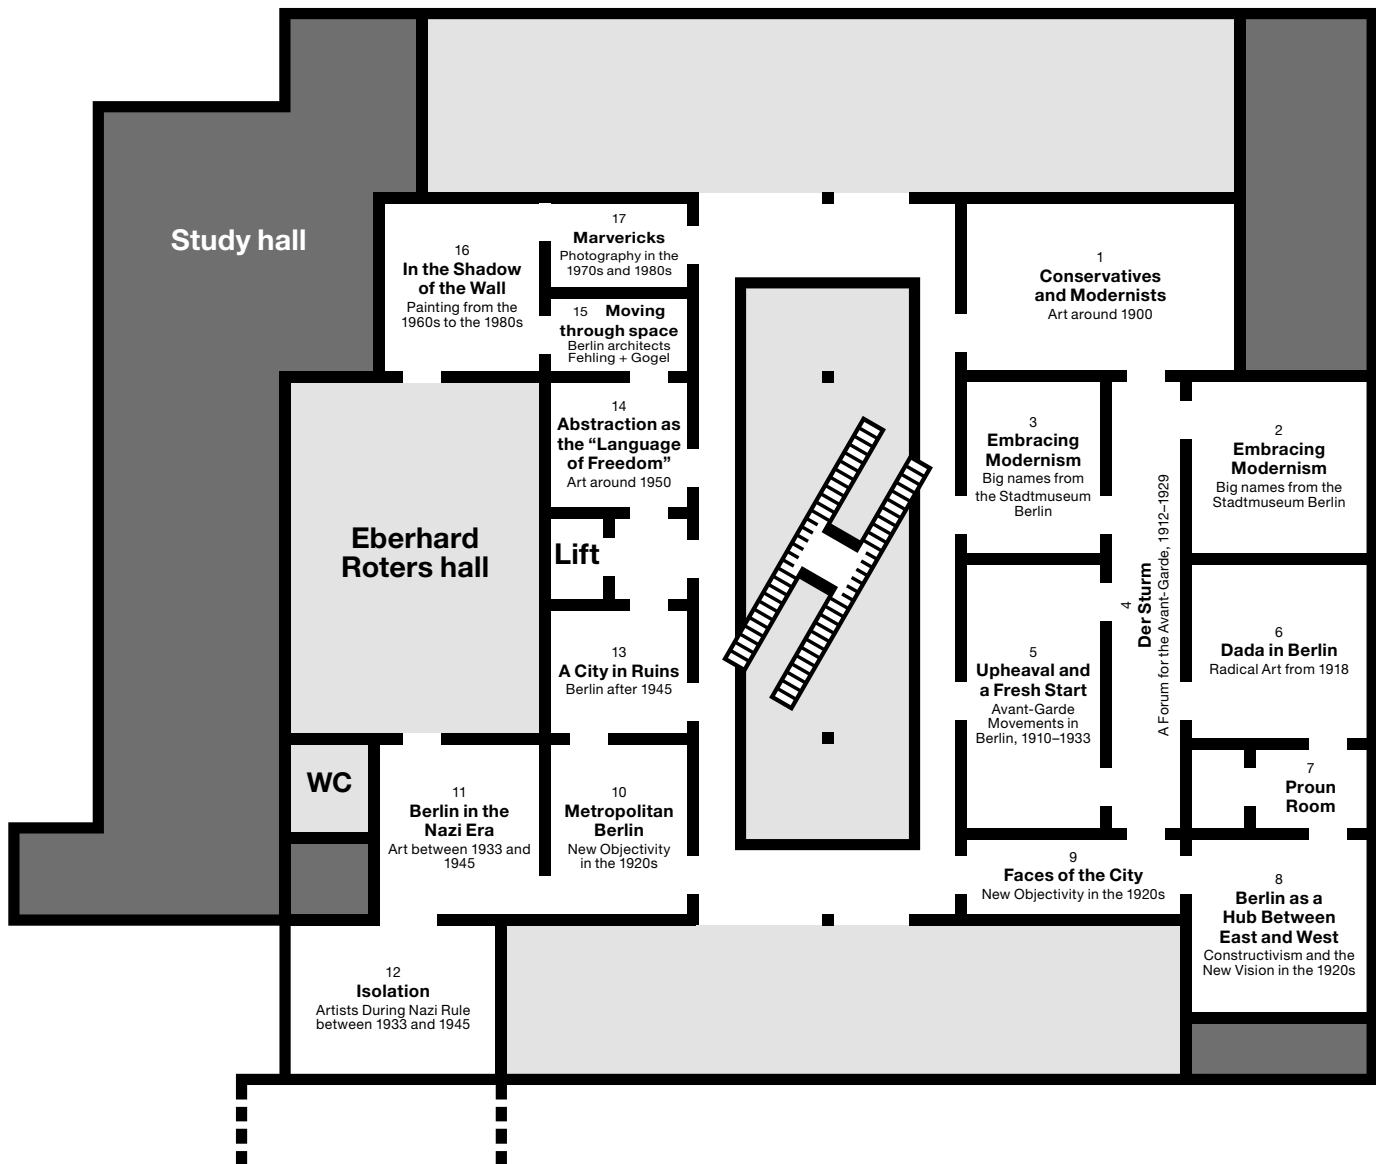 Study hall
16
In the Shadow
of the Wall
Painting from the
1960s to the 1980s
17
Marvericks
Photography in the
1970s and 1980s
15 Moving
through space
Berlin architects
Fehling + Gogel
14
Abstraction as
the “Language
of Freedom”
Art around 1950
Eberhard
Roters hall
Lift
13
A City in Ruins
Berlin after 1945
WC
11
Berlin in the
Nazi Era
Art between 1933 and
1945
10
Metropolitan
Berlin
New Objectivity
in the 1920s
12
Isolation
Artists During Nazi Rule
between 1933 and 1945
1
Conservatives
and Modernists
Art around 1900
3
Embracing
Modernism
Big names from
the Stadtmuseum
Berlin
2
Embracing
Modernism
Big names from the
Stadtmuseum Berlin
4
Der Sturm
A Forum for the Avant-Garde, 1912–1929
5
Upheaval and
a Fresh Start
Avant-Garde
Movements in
Berlin, 1910–1933
6
Dada in Berlin
Radical Art from 1918
7
Proun
Room
9
Faces of the City
New Objectivity in the 1920s
8
Berlin as a
Hub Between
East and West
Constructivism and the
New Vision in the 1920s